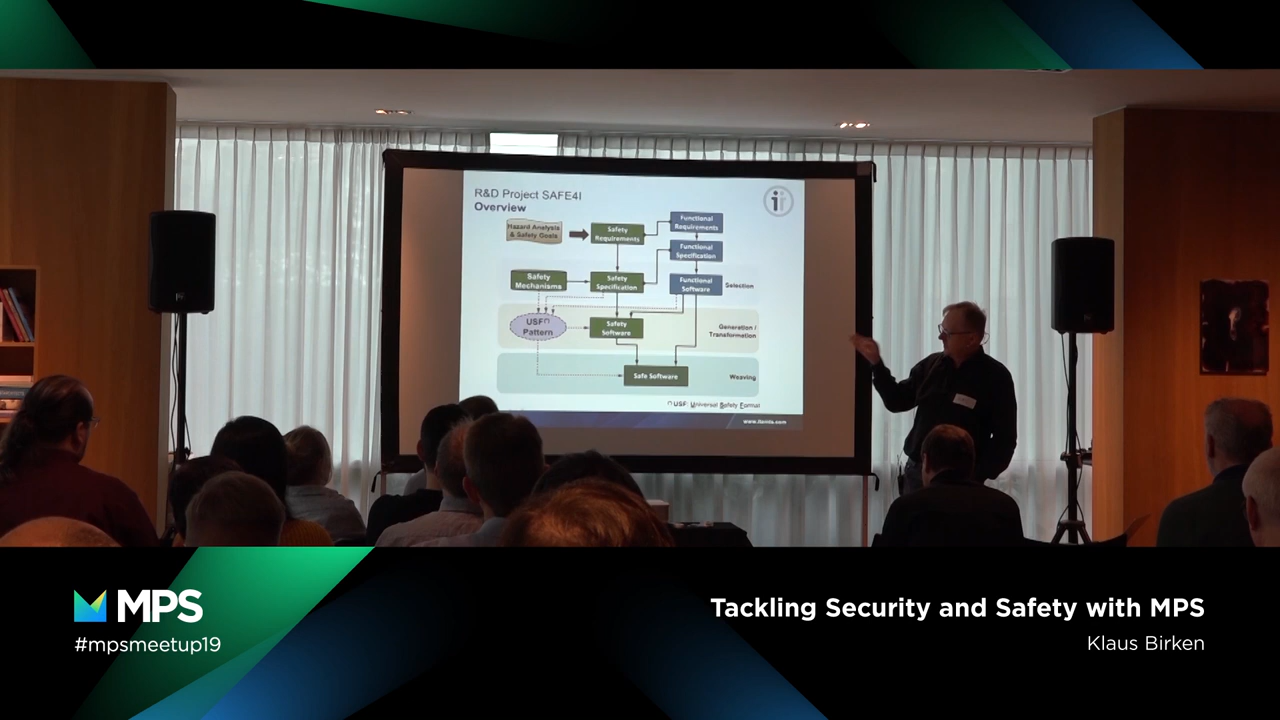 R&D Project SAFE4I
Overview
Hazard Analysis
& Safety Goals
Safety
Requirements
Functional
Requirements
Functional
Specification
Safety
Mechanisms
Safety
Specification
Functional
Software
Selection
USF
Pattern
Safety
Software
Generation /
Transformation
Safe Software
Weaving
USF: Universal Safety Format
www.itemis.com
MPS
#mpsmeetup19
Tackling Security and Safety with MPS
Klaus Birken